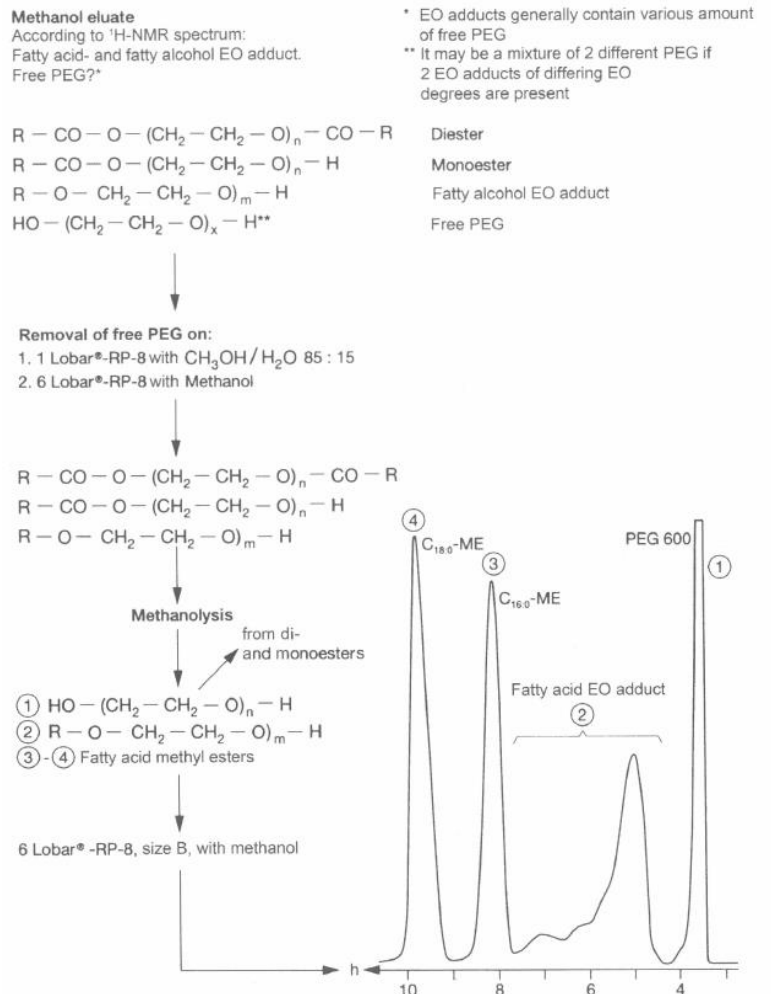 Methanol eluate
According to ¹H-NMR spectrum:
Fatty acid- and fatty alcohol EO adduct.
Free PEG?*
* EO adducts generally contain various amount
of free PEG
** It may be a mixture of 2 different PEG if
2 EO adducts of differing EO
degrees are present
R — CO — O — (CH₂ — CH₂ — O)ₙ — CO — R Diester
R — CO — O — (CH₂ — CH₂ — O)ₙ — H Monoester
R — O — CH₂ — CH₂ — O)ₘ — H Fatty alcohol EO adduct
HO — (CH₂ — CH₂ — O)ₓ — H** Free PEG
Removal of free PEG on:
1. 1 Lobar®-RP-8 with CH₃OH/H₂O 85 : 15
2. 6 Lobar®-RP-8 with Methanol
R — CO — O — (CH₂ — CH₂ — O)ₙ — CO — R
R — CO — O — (CH₂ — CH₂ — O)ₙ — H
R — O — CH₂ — CH₂ — O)ₘ — H
Methanolysis
from di-
and monoesters
① HO — (CH₂ — CH₂ — O)ₙ — H
② R — O — CH₂ — CH₂ — O)ₘ — H
③ - ④ Fatty acid methyl esters
6 Lobar® -RP-8, size B, with methanol
④
C₁₈:₀-ME
③
C₁₆:₀-ME
PEG 600
①
Fatty acid EO adduct
②
h
10 8 6 4